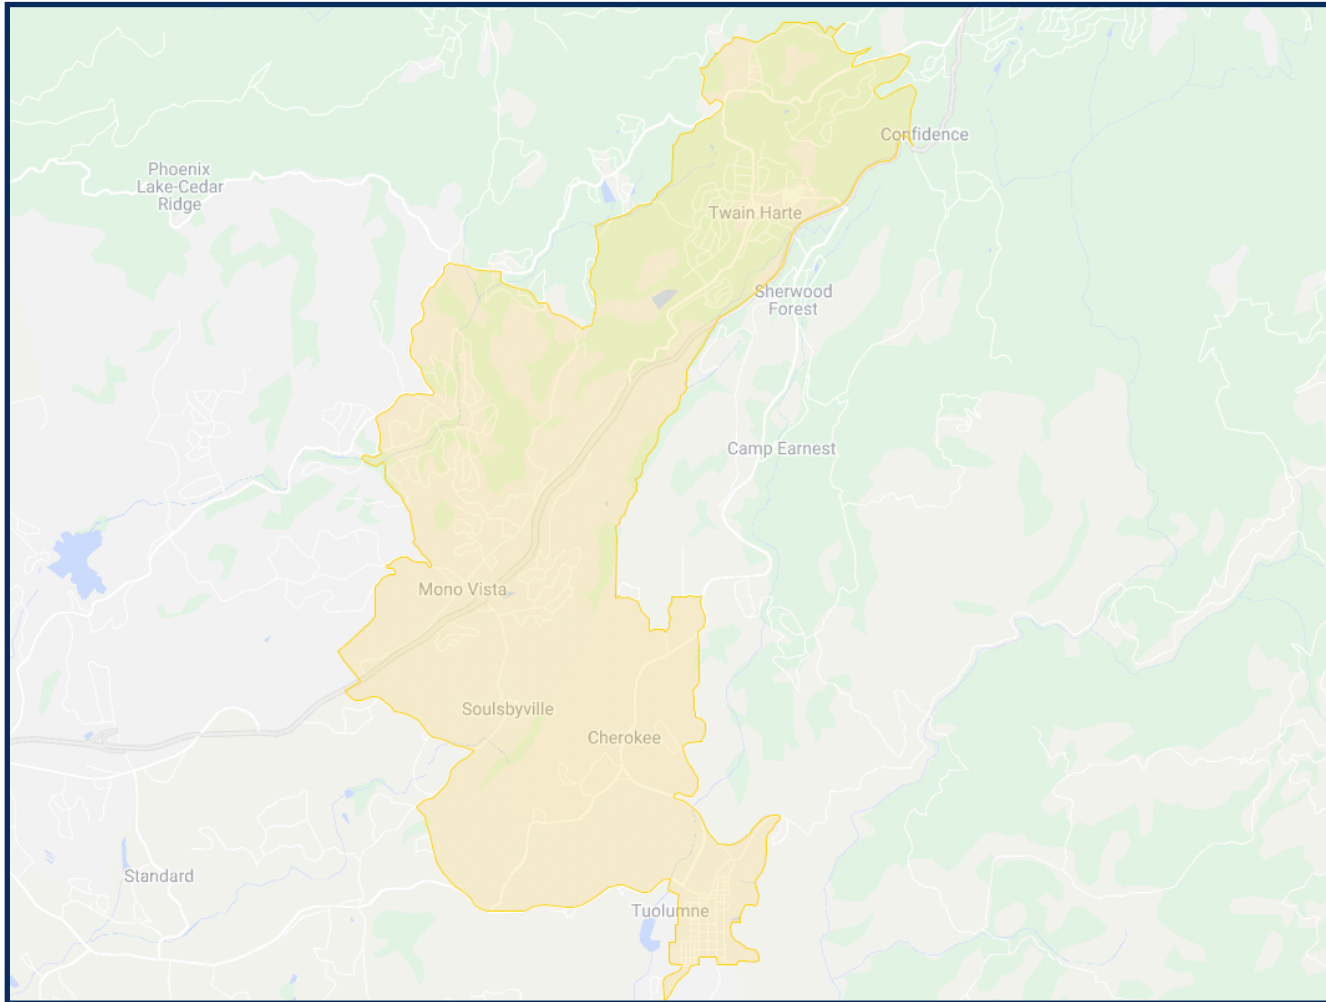 Confidence
Phoenix
Lake-Cedar
Ridge
Twain Harte
Sherwood
Forest
Camp Earnest
Mono Vista
Soulsbyville
Cherokee
Standard
Tuolumne